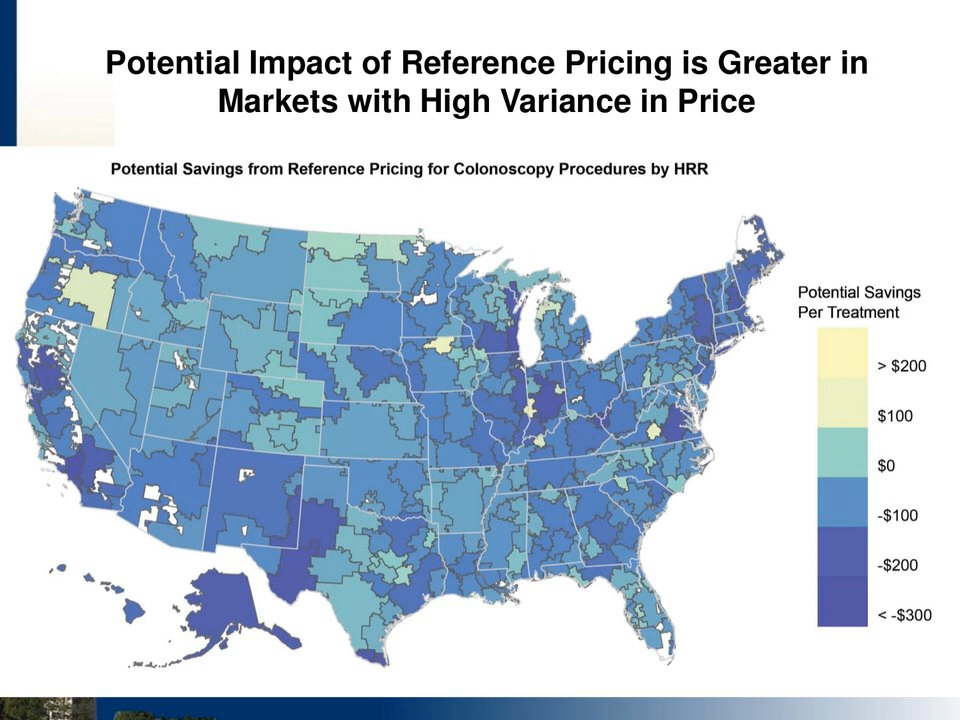 Potential Impact of Reference Pricing is Greater in
Markets with High Variance in Price
Potential Savings from Reference Pricing for Colonoscopy Procedures by HRR
Potential Savings
Per Treatment
> $200
$100
$0
-$100
-$200
< -$300